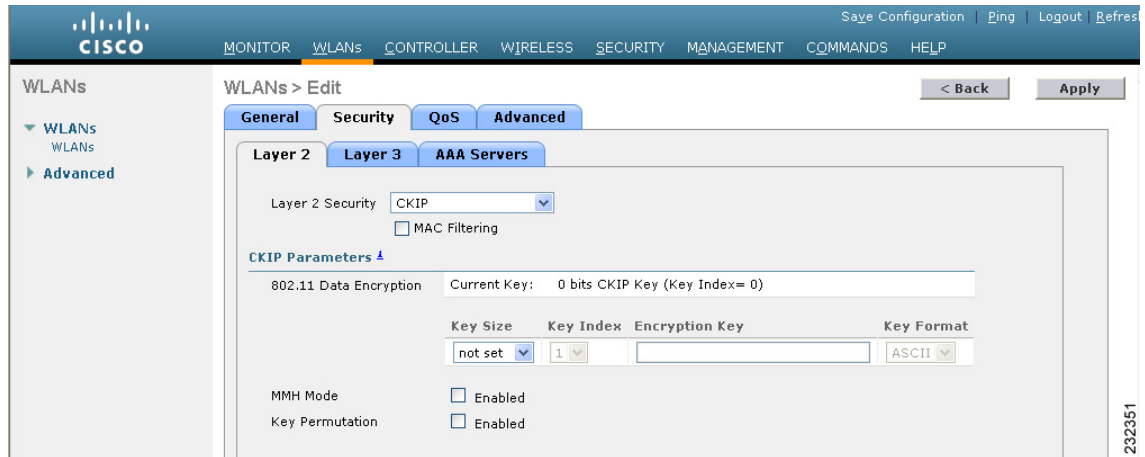 Save Configuration | Ping | Logout | Refres
CISCO
MONITOR WLANs CONTROLLER WIRELESS SECURITY MANAGEMENT COMMANDS HELP
WLANs
WLANs > Edit
< Back
Apply
WLANs
WLANs
Advanced
General Security QoS Advanced
Layer 2 Layer 3 AAA Servers
Layer 2 Security CKIP
MAC Filtering
CKIP Parameters
802.11 Data Encryption Current Key: 0 bits CKIP Key (Key Index= 0)
Key Size Key Index Encryption Key Key Format
not set 1 ASCII
MMH Mode Enabled
Key Permutation Enabled
232351